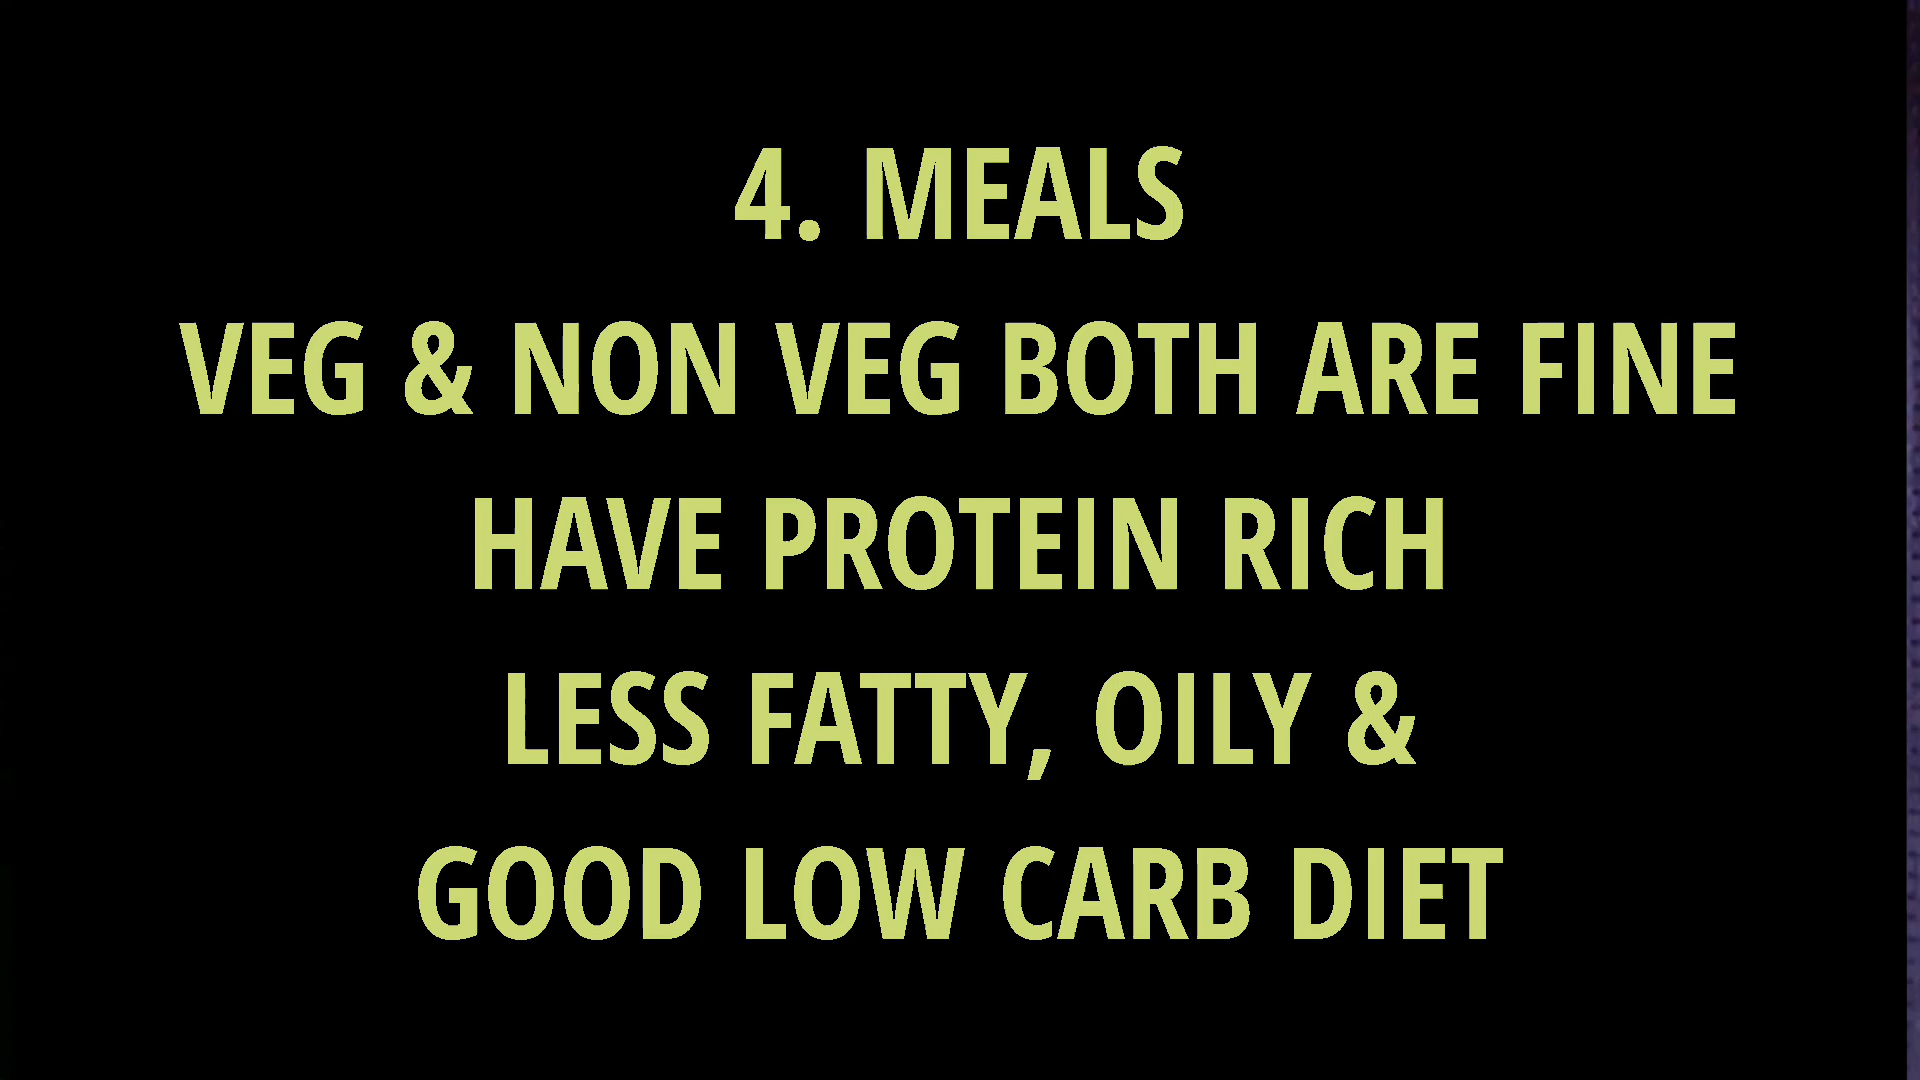 4. MEALS
VEG & NON VEG BOTH ARE FINE
HAVE PROTEIN RICH
LESS FATTY, OILY &
GOOD LOW CARB DIET